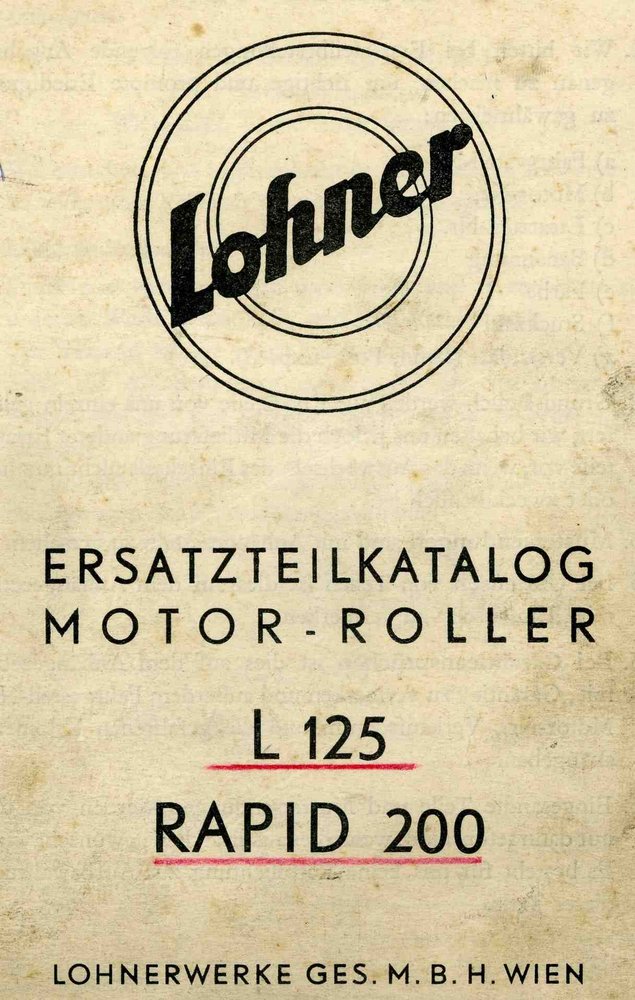 Lohner
ERSATZTEILKATALOG
MOTOR-ROLLER
L 125
RAPID 200
LOHNERWERKE GES. M. B. H. WIEN